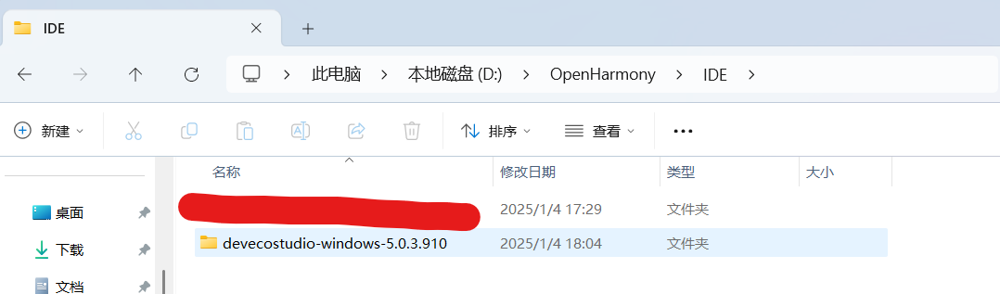 IDE
此电脑 本地磁盘 (D:) OpenHarmony IDE
新建 排序 查看
名称 修改日期 类型 大小
桌面 2025/1/4 17:29 文件夹
devecostudio-windows-5.0.3.910 2025/1/4 18:04 文件夹
下载
文档